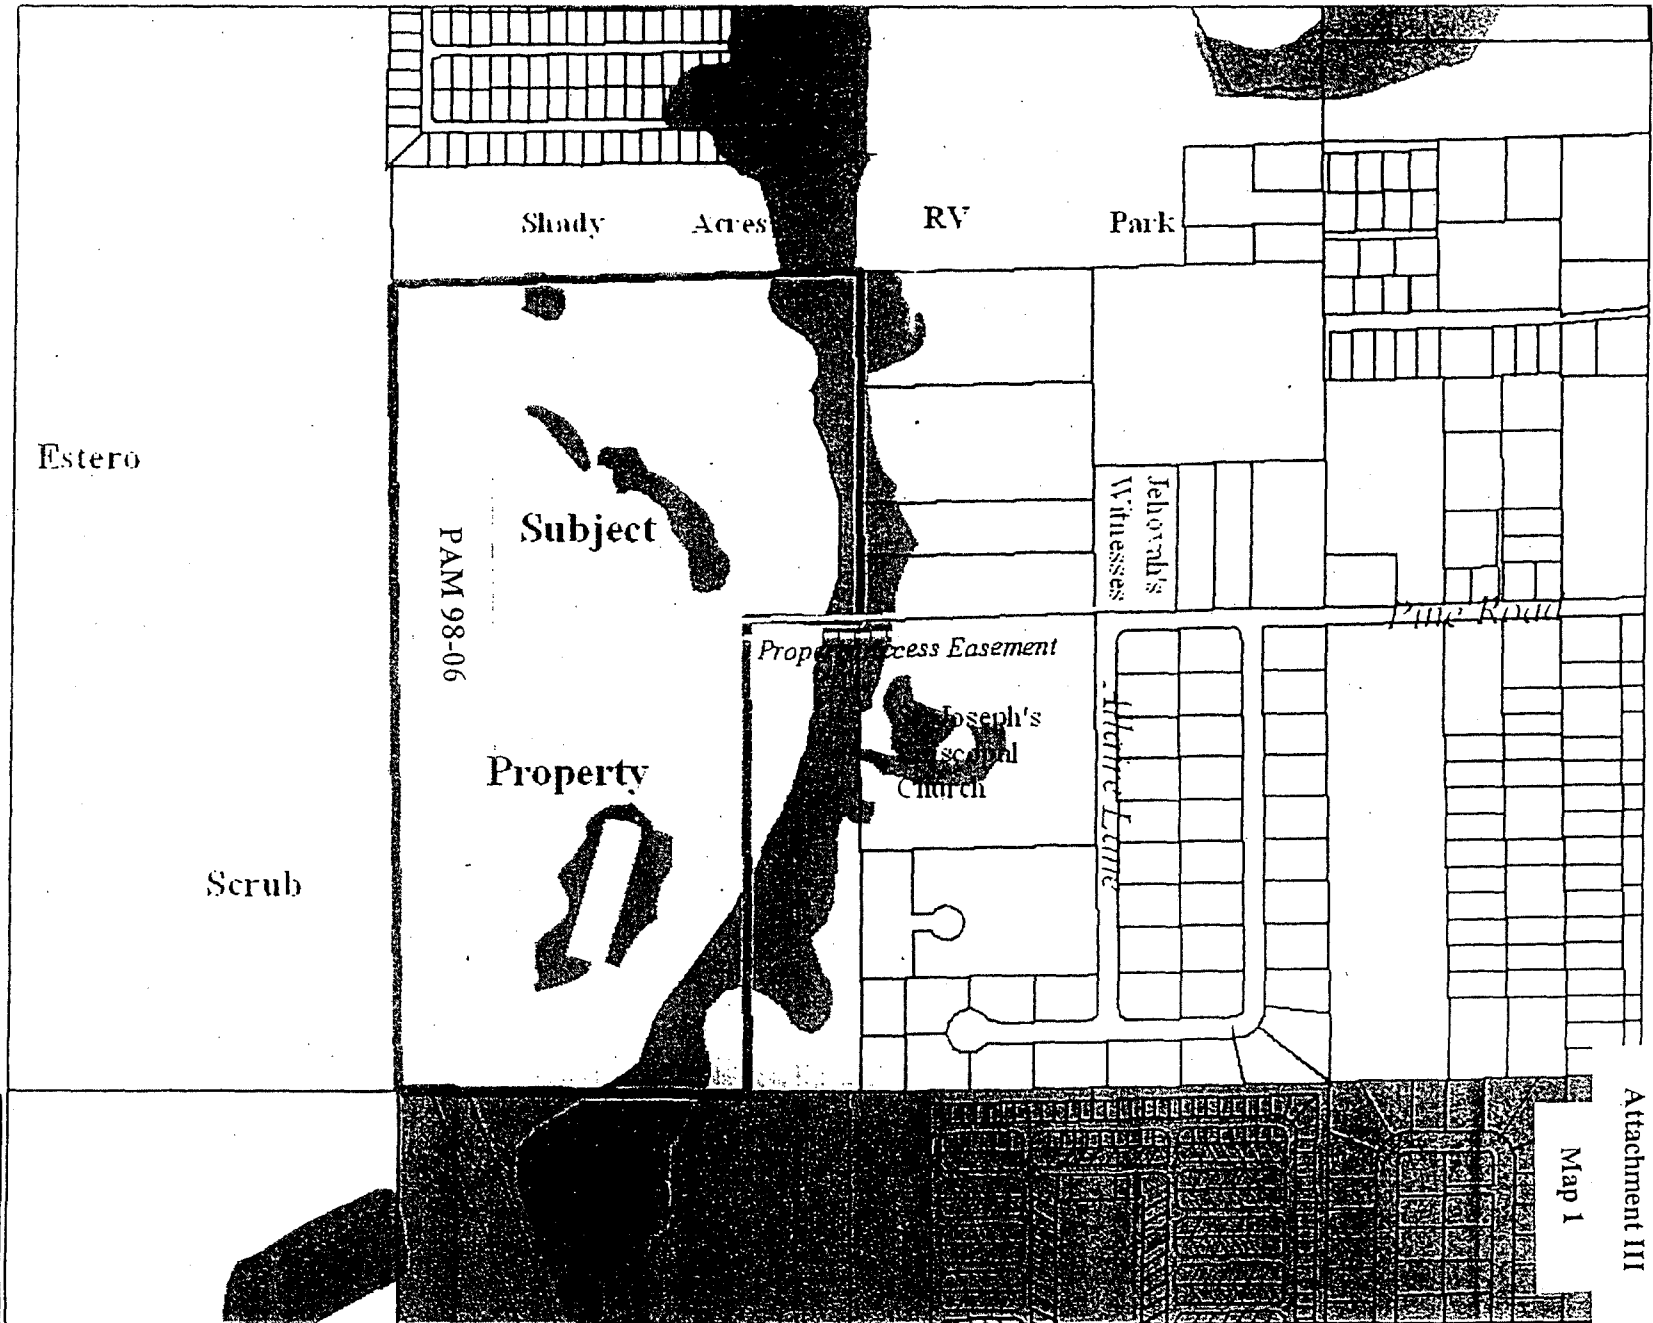 Shady Acres RV Park
Estero
Subject
PAM 98-06
Jehovah's
Witnesses
Pine Road
Access Easement
Joseph's
Church
Property
Lane
Scrub
Attachment III
Map 1